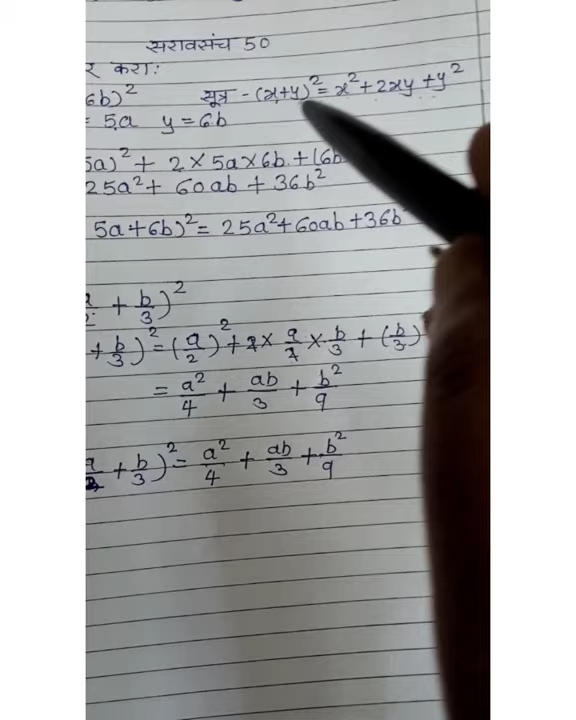 सरावसंच 50
र करा:
6b)² सूत्र - (x+y)² = x² + 2xy + y²
= 5a y = 6b
5a)² + 2 × 5a × 6b + (6b
25a² + 60ab + 36b²
5a + 6b)² = 25a² + 60ab + 36b²
+ b/3)²
+ b/3)² = (a/2)² + 2 × a/2 × b/3 + (b/3)
= a²/4 + ab/3 + b²/9
a/2 + b/3)² = a²/4 + ab/3 + b²/9